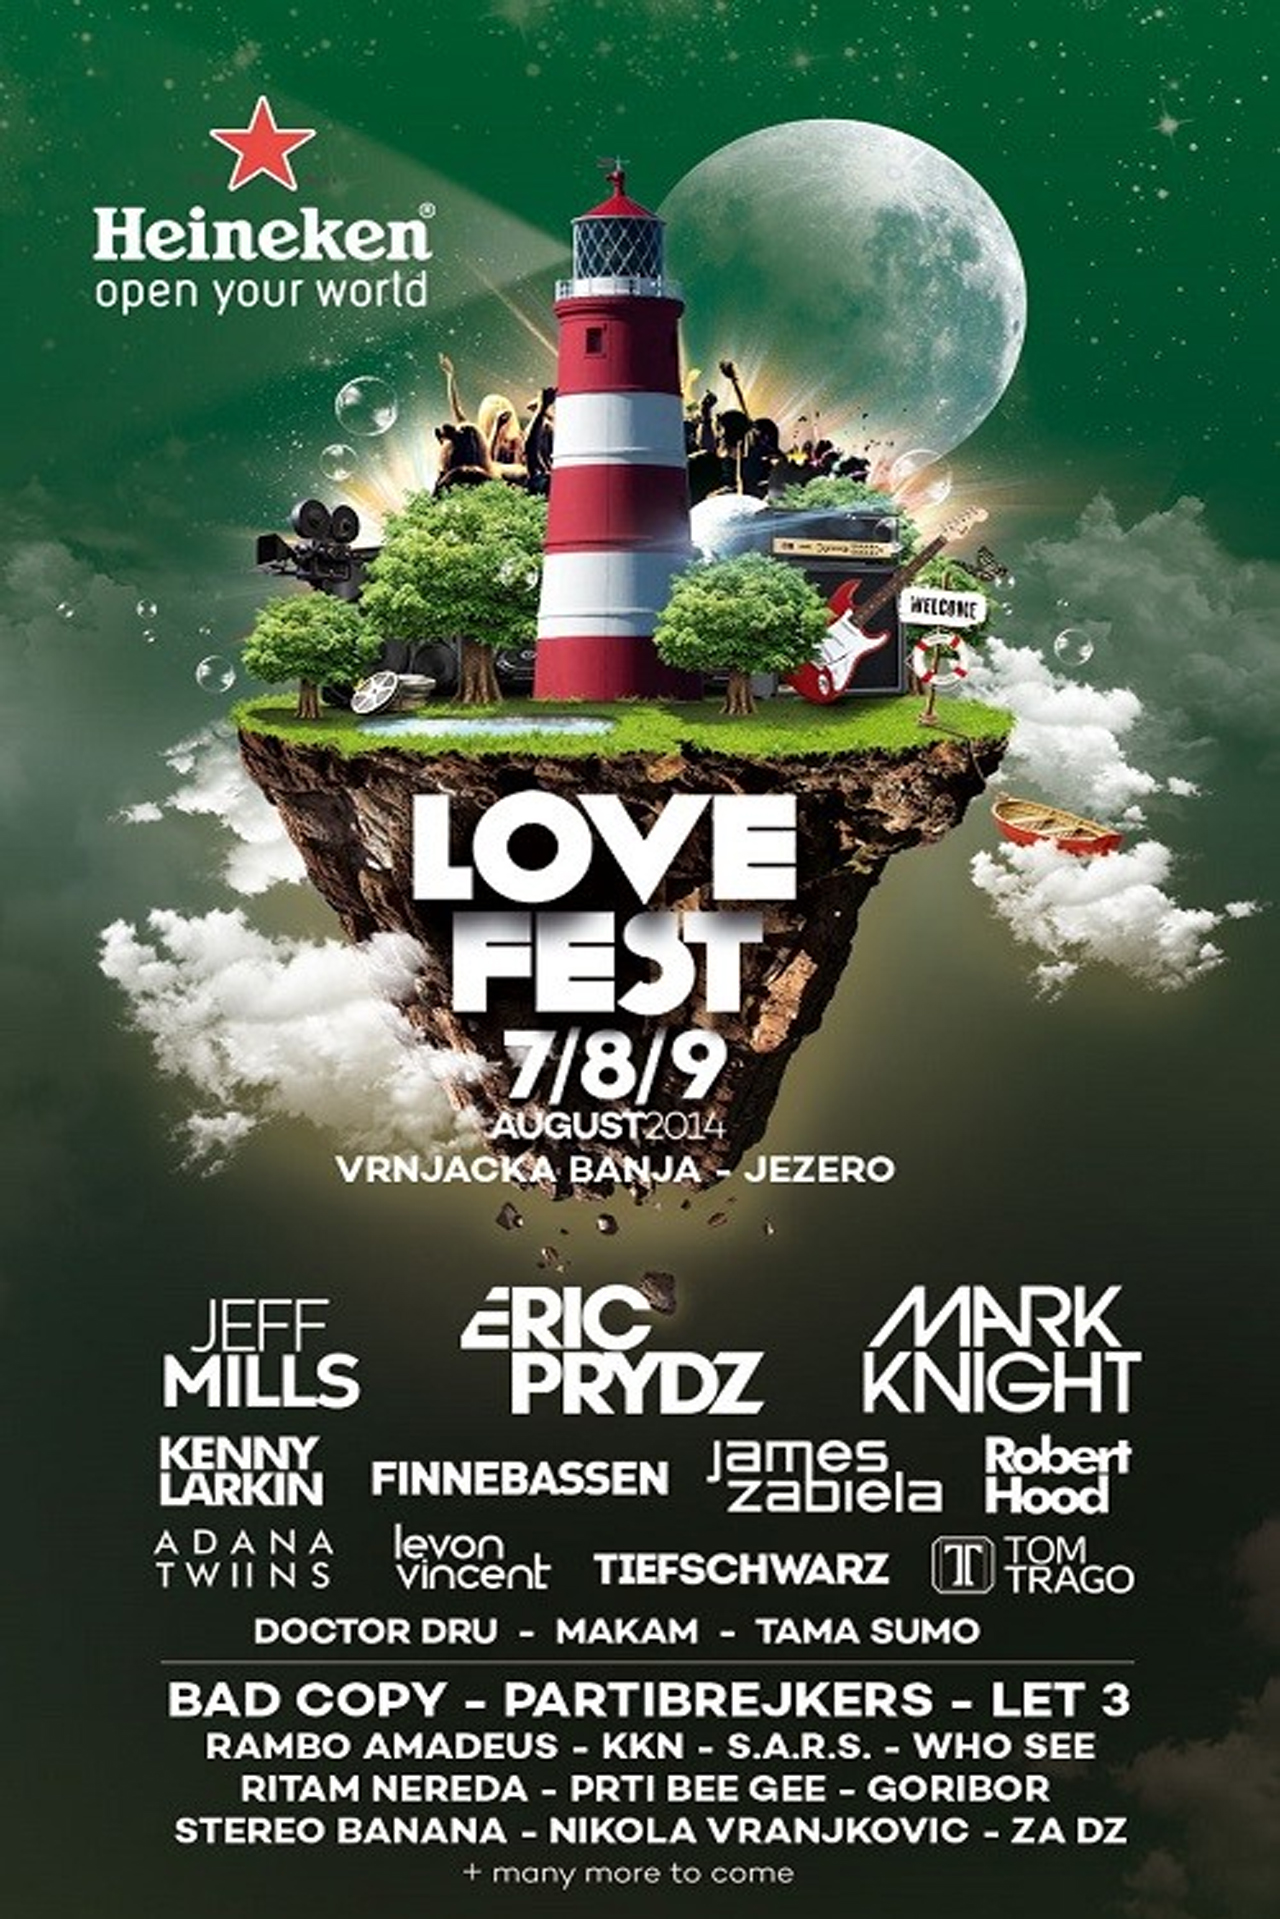 Heineken®
open your world
WELCOME
LOVE
FEST
7/8/9
AUGUST2014
VRNJACKA BANJA - JEZERO
JEFF
MILLS
ERIC
PRYDZ
MARK
KNIGHT
KENNY
LARKIN
FINNEBASSEN
james
zabiela
Robert
Hood
ADANA
TWIINS
levon
vincent
TIEFSCHWARZ
T
TOM
TRAGO
DOCTOR DRU - MAKAM - TAMA SUMO
BAD COPY - PARTIBREJKERS - LET 3
RAMBO AMADEUS - KKN - S.A.R.S. - WHO SEE
RITAM NEREDA - PRTI BEE GEE - GORIBOR
STEREO BANANA - NIKOLA VRANJKOVIC - ZA DZ
+ many more to come